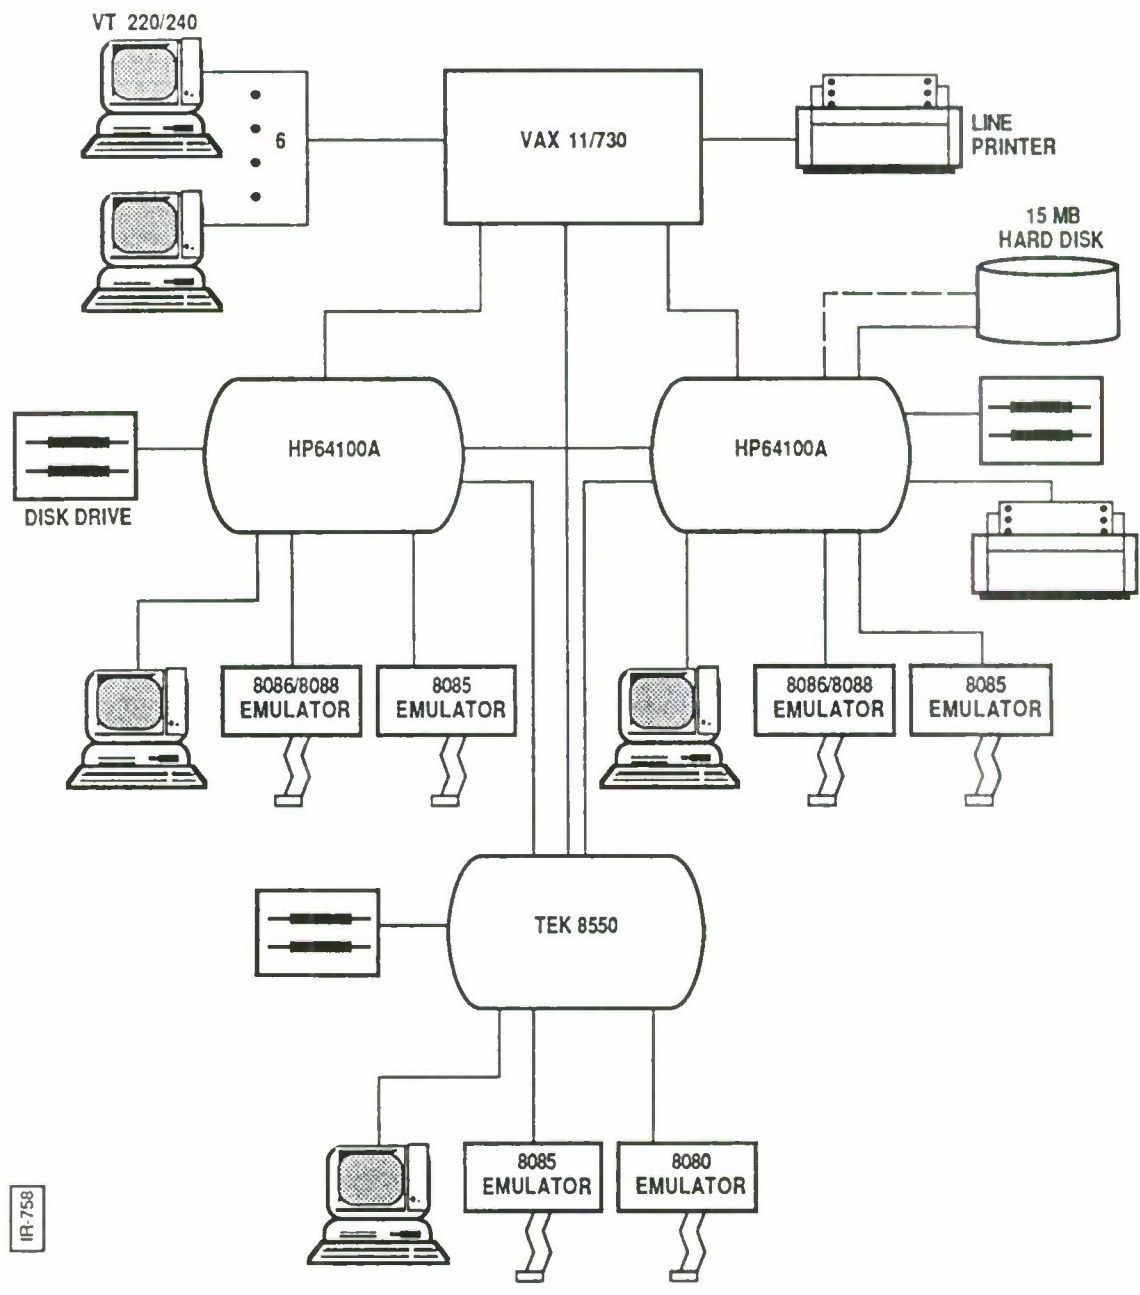 VT 220/240
6
VAX 11/730
LINE
PRINTER
15 MB
HARD DISK
HP64100A
HP64100A
DISK DRIVE
8086/8088
EMULATOR
8085
EMULATOR
8086/8088
EMULATOR
8085
EMULATOR
TEK 8550
8085
EMULATOR
8080
EMULATOR
IR-758